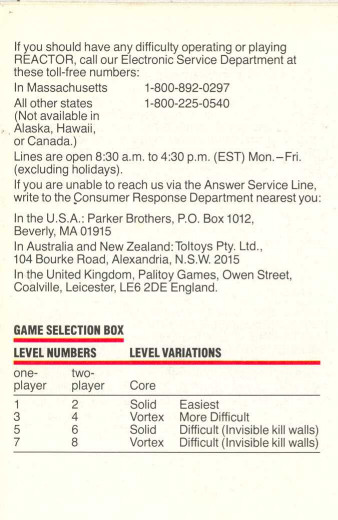 If you should have any difficulty operating or playing
REACTOR, call our Electronic Service Department at
these toll-free numbers:
In Massachusetts 1-800-892-0297
All other states 1-800-225-0540
(Not available in
Alaska, Hawaii,
or Canada.)
Lines are open 8:30 a.m. to 4:30 p.m. (EST) Mon.–Fri.
(excluding holidays).
If you are unable to reach us via the Answer Service Line,
write to the Consumer Response Department nearest you:
In the U.S.A.: Parker Brothers, P.O. Box 1012,
Beverly, MA 01915
In Australia and New Zealand: Toltoys Pty. Ltd.,
104 Bourke Road, Alexandria, N.S.W. 2015
In the United Kingdom, Palitoy Games, Owen Street,
Coalville, Leicester, LE6 2DE England.
GAME SELECTION BOX
LEVEL NUMBERS LEVEL VARIATIONS
one- two-
player player Core
1 2 Solid Easiest
3 4 Vortex More Difficult
5 6 Solid Difficult (Invisible kill walls)
7 8 Vortex Difficult (Invisible kill walls)